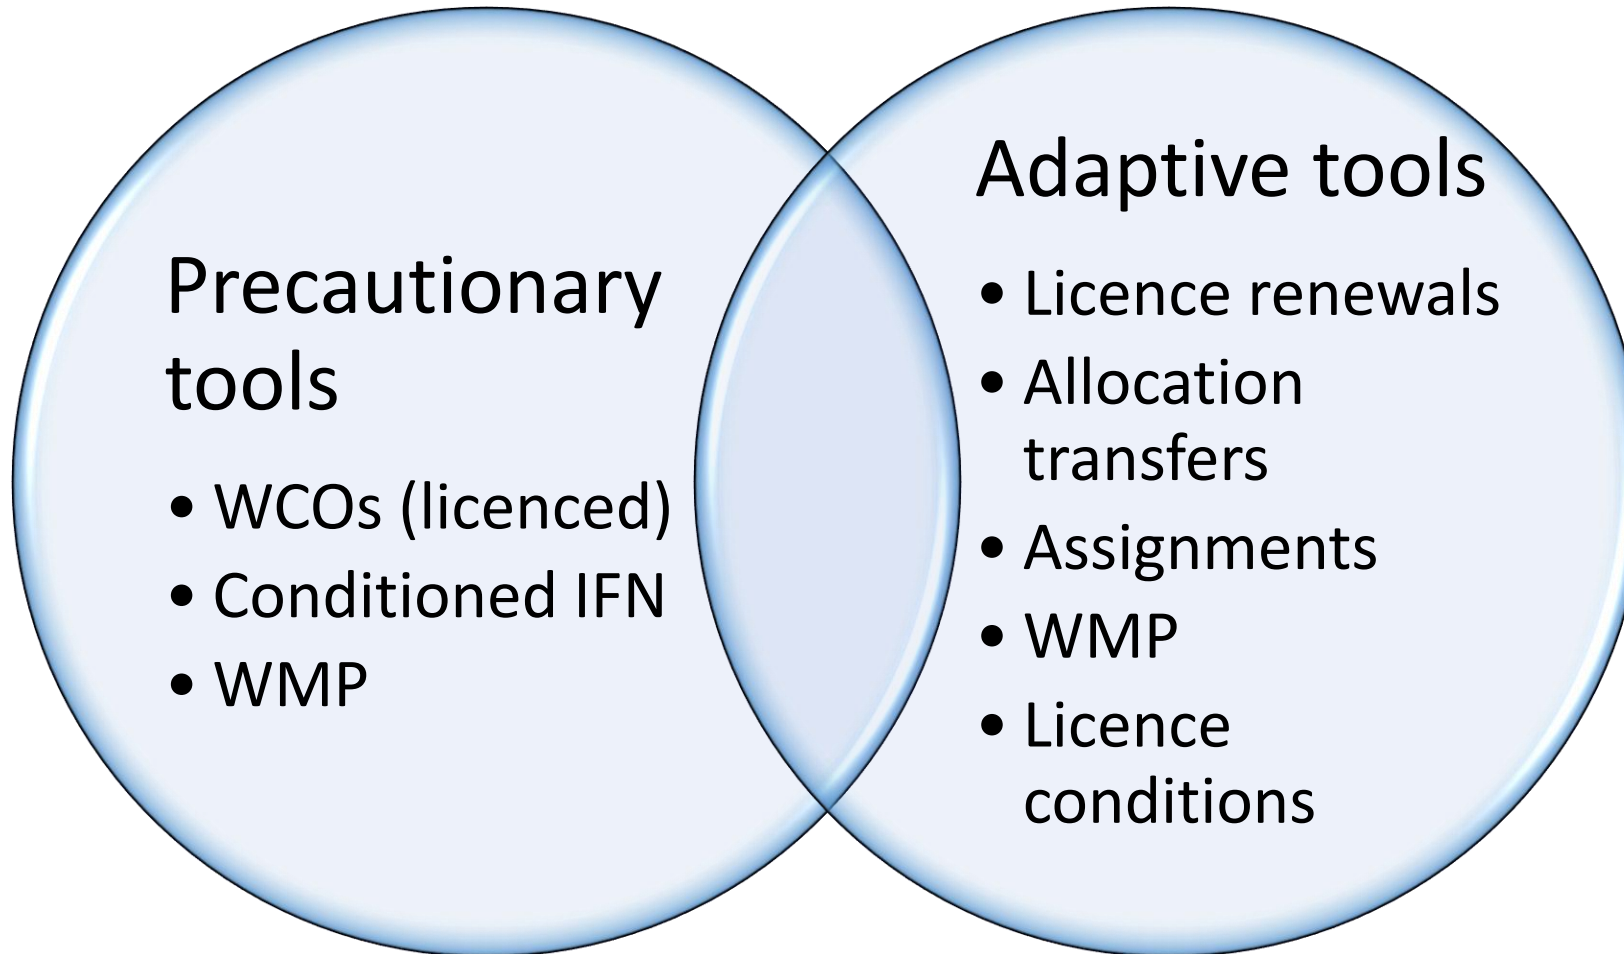 Precautionary
tools
• WCOs (licenced)
• Conditioned IFN
• WMP
Adaptive tools
• Licence renewals
• Allocation
transfers
• Assignments
• WMP
• Licence
conditions